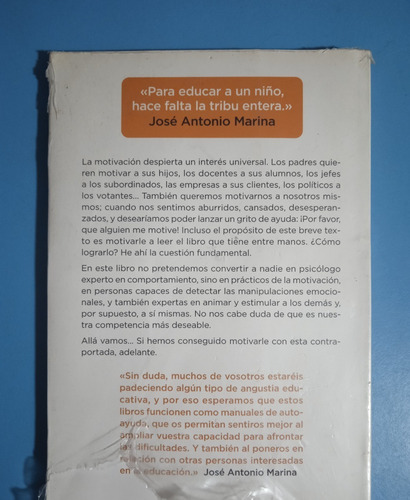 «Para educar a un niño,
hace falta la tribu entera.»
José Antonio Marina
La motivación despierta un interés universal. Los padres quie-
ren motivar a sus hijos, los docentes a sus alumnos, los jefes
a los subordinados, las empresas a sus clientes, los políticos a
los votantes... También queremos motivarnos a nosotros mis-
mos; cuando nos sentimos aburridos, cansados, desesperan-
zados, y desearíamos poder lanzar un grito de ayuda: ¡Por favor,
que alguien me motive! Incluso el propósito de este breve tex-
to es motivarle a leer el libro que tiene entre manos. ¿Cómo
lograrlo? He ahí la cuestión fundamental.
En este libro no pretendemos convertir a nadie en psicólogo
experto en comportamiento, sino en prácticos de la motivación,
en personas capaces de detectar las manipulaciones emocio-
nales, y también expertas en animar y estimular a los demás y,
por supuesto, a sí mismas. No nos cabe duda de que es nues-
tra competencia más deseable.
Allá vamos... Si hemos conseguido motivarle con esta contra-
portada, adelante.
«Sin duda, muchos de vosotros estaréis
padeciendo algún tipo de angustia edu-
cativa, y por eso esperamos que estos
libros funcionen como manuales de auto-
ayuda, que os permitan sentiros mejor al
ampliar vuestra capacidad para afrontar
las dificultades. Y también al poneros en
relación con otras personas interesadas
en la educación.» José Antonio Marina